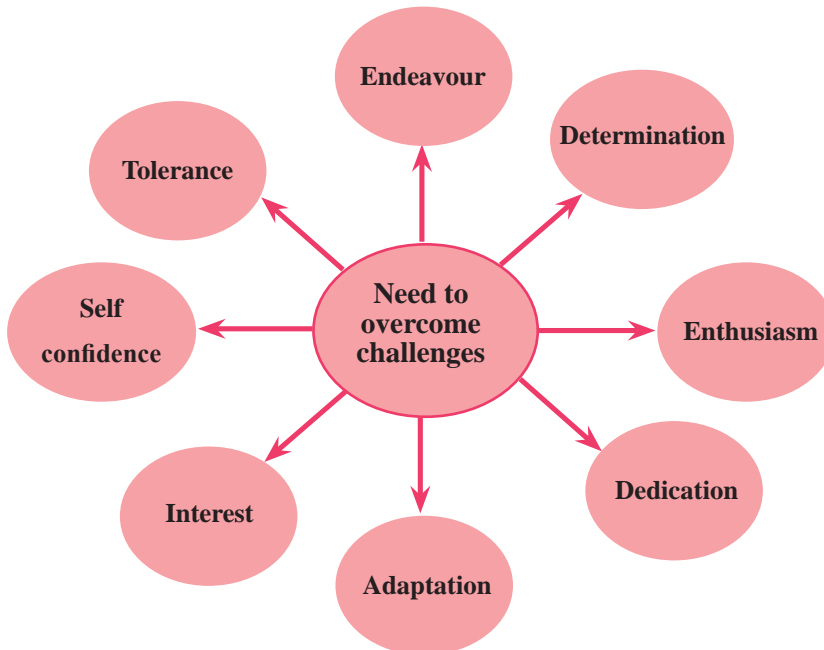 Endeavour
Determination
Tolerance
Need to
overcome
challenges
Self
confidence
Enthusiasm
Dedication
Interest
Adaptation